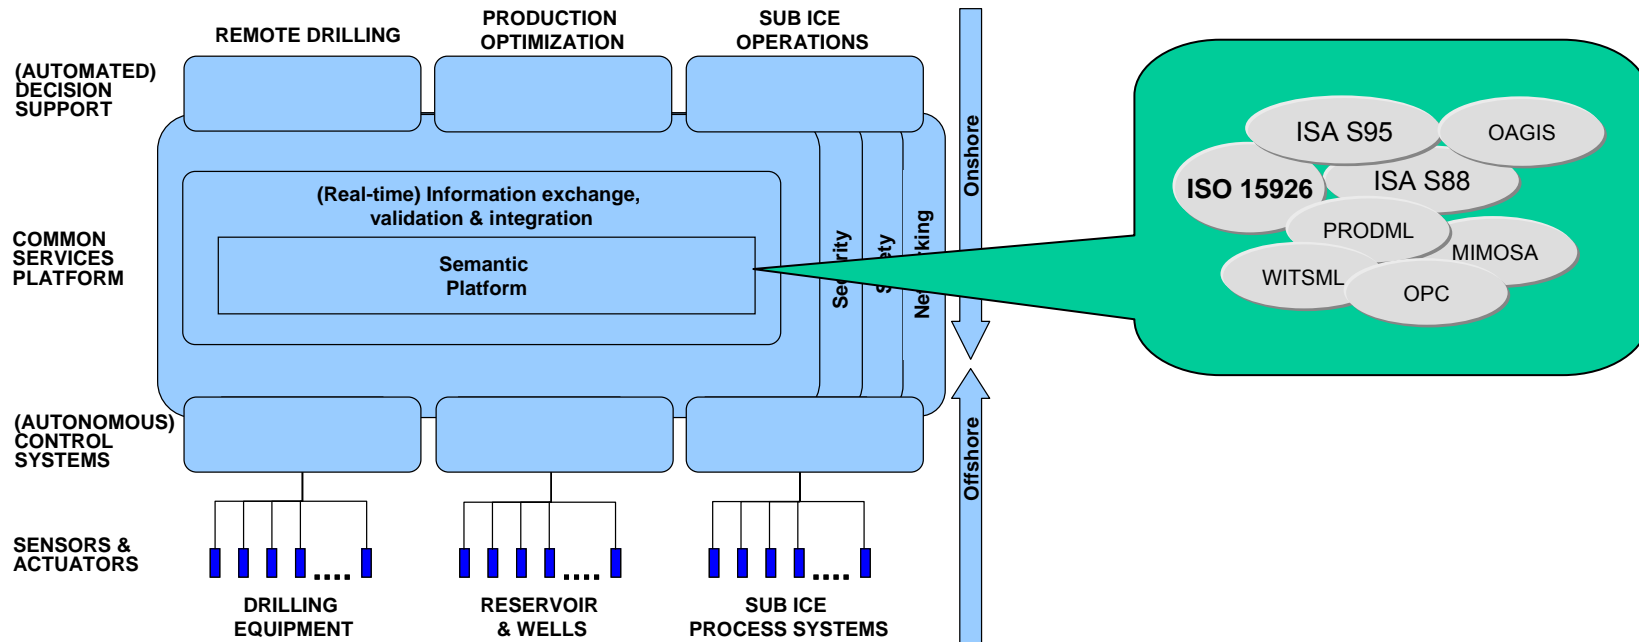 REMOTE DRILLING
PRODUCTION
OPTIMIZATION
SUB ICE
OPERATIONS
(AUTOMATED)
DECISION
SUPPORT
COMMON
SERVICES
PLATFORM
(Real-time) Information exchange,
validation & integration
Semantic
Platform
Onshore
Offshore
ISA S95
OAGIS
ISO 15926
ISA S88
PRODML
MIMOSA
WITSML
OPC
(AUTONOMOUS)
CONTROL
SYSTEMS
SENSORS &
ACTUATORS
DRILLING
EQUIPMENT
RESERVOIR
& WELLS
SUB ICE
PROCESS SYSTEMS